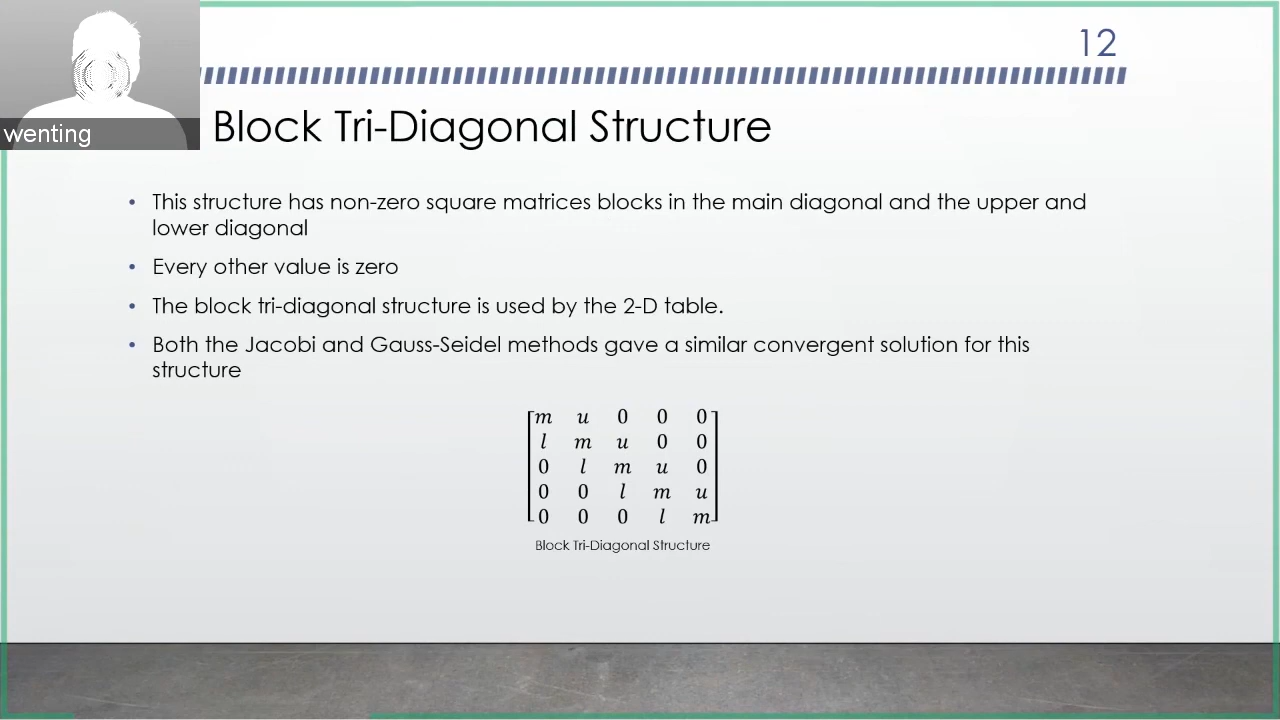 12
wenting
Block Tri-Diagonal Structure
• This structure has non-zero square matrices blocks in the main diagonal and the upper and
lower diagonal
• Every other value is zero
• The block tri-diagonal structure is used by the 2-D table.
• Both the Jacobi and Gauss-Seidel methods gave a similar convergent solution for this
structure
m u 0 0 0
l m u 0 0
0 l m u 0
0 0 l m u
0 0 0 l m
Block Tri-Diagonal Structure